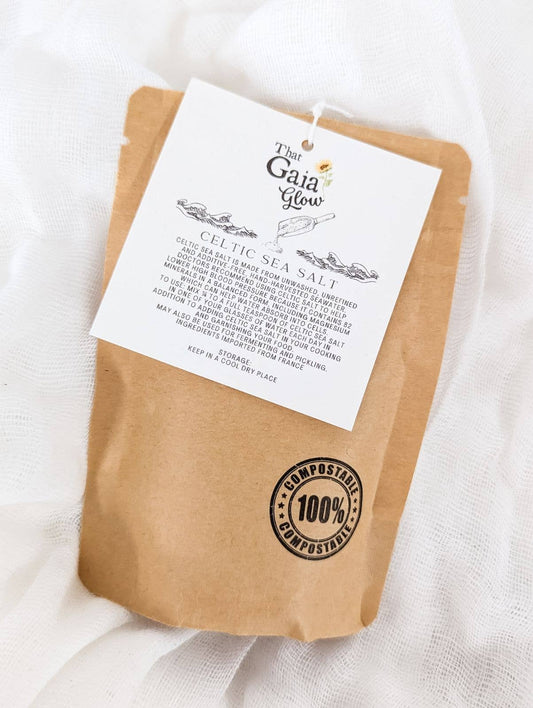 That
Gaia
Glow
CELTIC SEA SALT
CELTIC SEA SALT IS MADE FROM UNWASHED, UNREFINED
AND ADDITIVE-FREE, HAND-HARVESTED SEAWATER.
DOCTORS RECOMMEND USING CELTIC SALT TO HELP
LOWER HIGH BLOOD PRESSURE BECAUSE IT CONTAINS 82
MINERALS IN A BALANCED FORM, INCLUDING MAGNESIUM
WHICH CAN HELP WATER ABSORB INTO CELLS.
TO USE, MIX ¼ TO A FULL TEASPOON OF CELTIC SEA SALT
IN ONE OF YOUR GLASSES OF WATER EACH DAY IN
ADDITION TO ADDING CELTIC SEA SALT IN YOUR COOKING
AND GARNISHING YOUR FOOD.
MAY ALSO BE USED FOR FERMENTING AND PICKLING.
INGREDIENTS IMPORTED FROM FRANCE
STORAGE:
KEEP IN A COOL DRY PLACE
COMPOSTABLE
100%
COMPOSTABLE